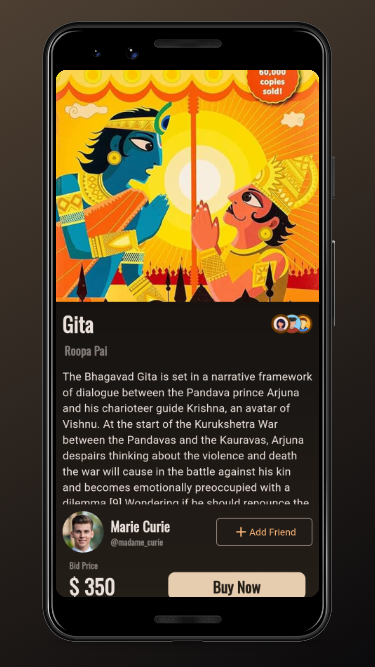 60,000
copies
sold!
Gita
Roopa Pai
The Bhagavad Gita is set in a narrative framework
of dialogue between the Pandava prince Arjuna
and his charioteer guide Krishna, an avatar of
Vishnu. At the start of the Kurukshetra War
between the Pandavas and the Kauravas, Arjuna
despairs thinking about the violence and death
the war will cause in the battle against his kin
and becomes emotionally preoccupied with a
dilemma.[9] Wondering if he should renounce the
Marie Curie
@madame_curie
+ Add Friend
Bid Price
$ 350
Buy Now